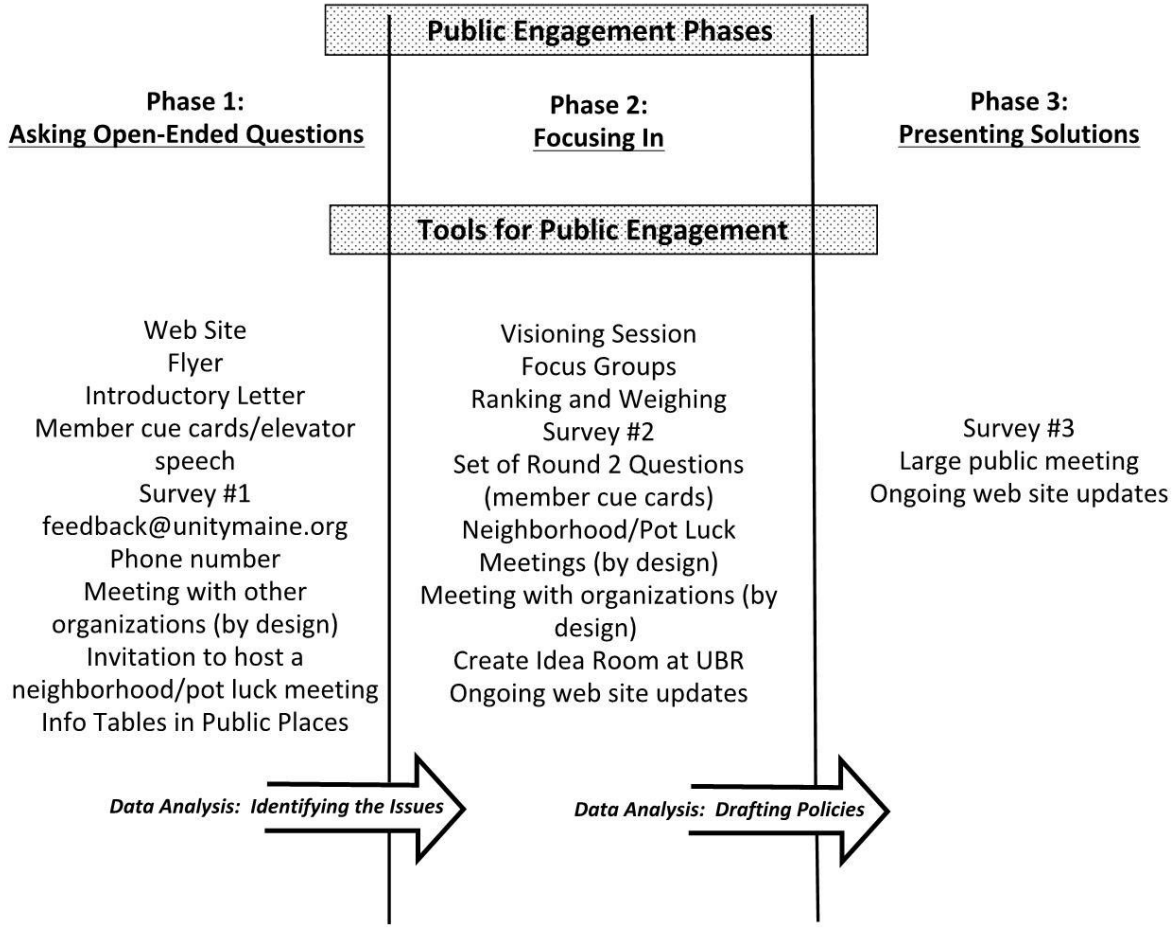 Public Engagement Phases
Phase 1:
Asking Open-Ended Questions
Phase 2:
Focusing In
Phase 3:
Presenting Solutions
Tools for Public Engagement
Web Site
Flyer
Introductory Letter
Member cue cards/elevator
speech
Survey #1
feedback@unitymaine.org
Phone number
Meeting with other
organizations (by design)
Invitation to host a
neighborhood/pot luck meeting
Info Tables in Public Places
Visioning Session
Focus Groups
Ranking and Weighing
Survey #2
Set of Round 2 Questions
(member cue cards)
Neighborhood/Pot Luck
Meetings (by design)
Meeting with organizations (by
design)
Create Idea Room at UBR
Ongoing web site updates
Survey #3
Large public meeting
Ongoing web site updates
Data Analysis:  Identifying the Issues
Data Analysis:  Drafting Policies